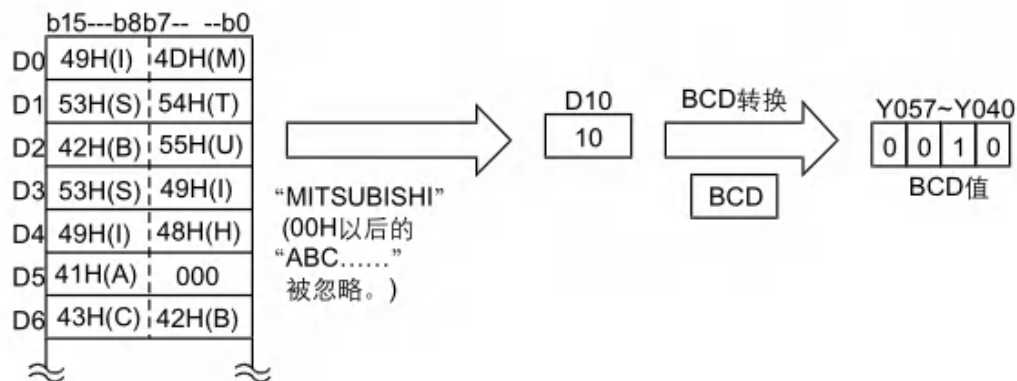 b15---b8b7-- --b0
D0 49H(I) 4DH(M)
D1 53H(S) 54H(T)
D2 42H(B) 55H(U)
D3 53H(S) 49H(I)
D4 49H(I) 48H(H)
D5 41H(A) 000
D6 43H(C) 42H(B)
“MITSUBISHI”
(00H以后的
“ABC……”
被忽略。)
D10
10
BCD转换
BCD
Y057~Y040
0 0 1 0
BCD值